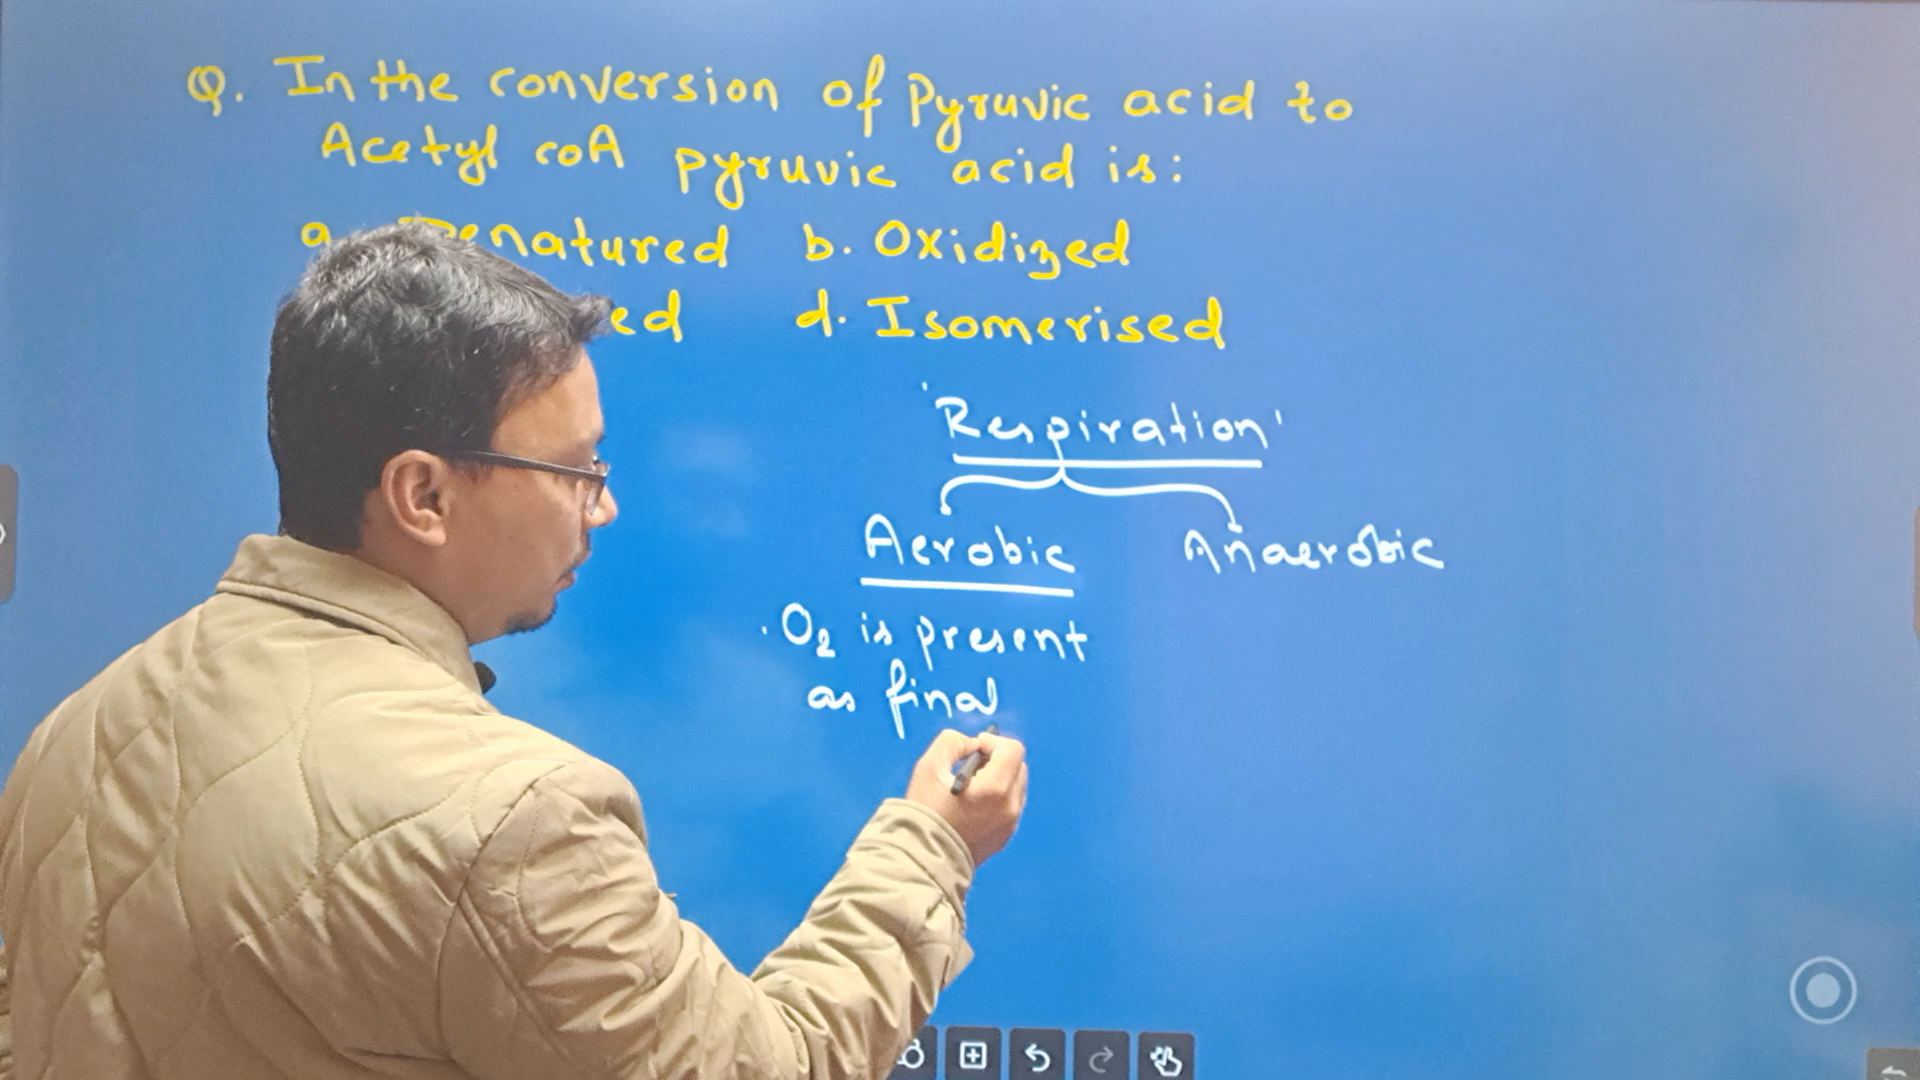 Q. In the conversion of Pyruvic acid to
Acetyl coA pyruvic acid is:
a. Denatured b. Oxidized
d. Isomerised
'Respiration'
Aerobic Anaerobic
. O₂ is present
as final